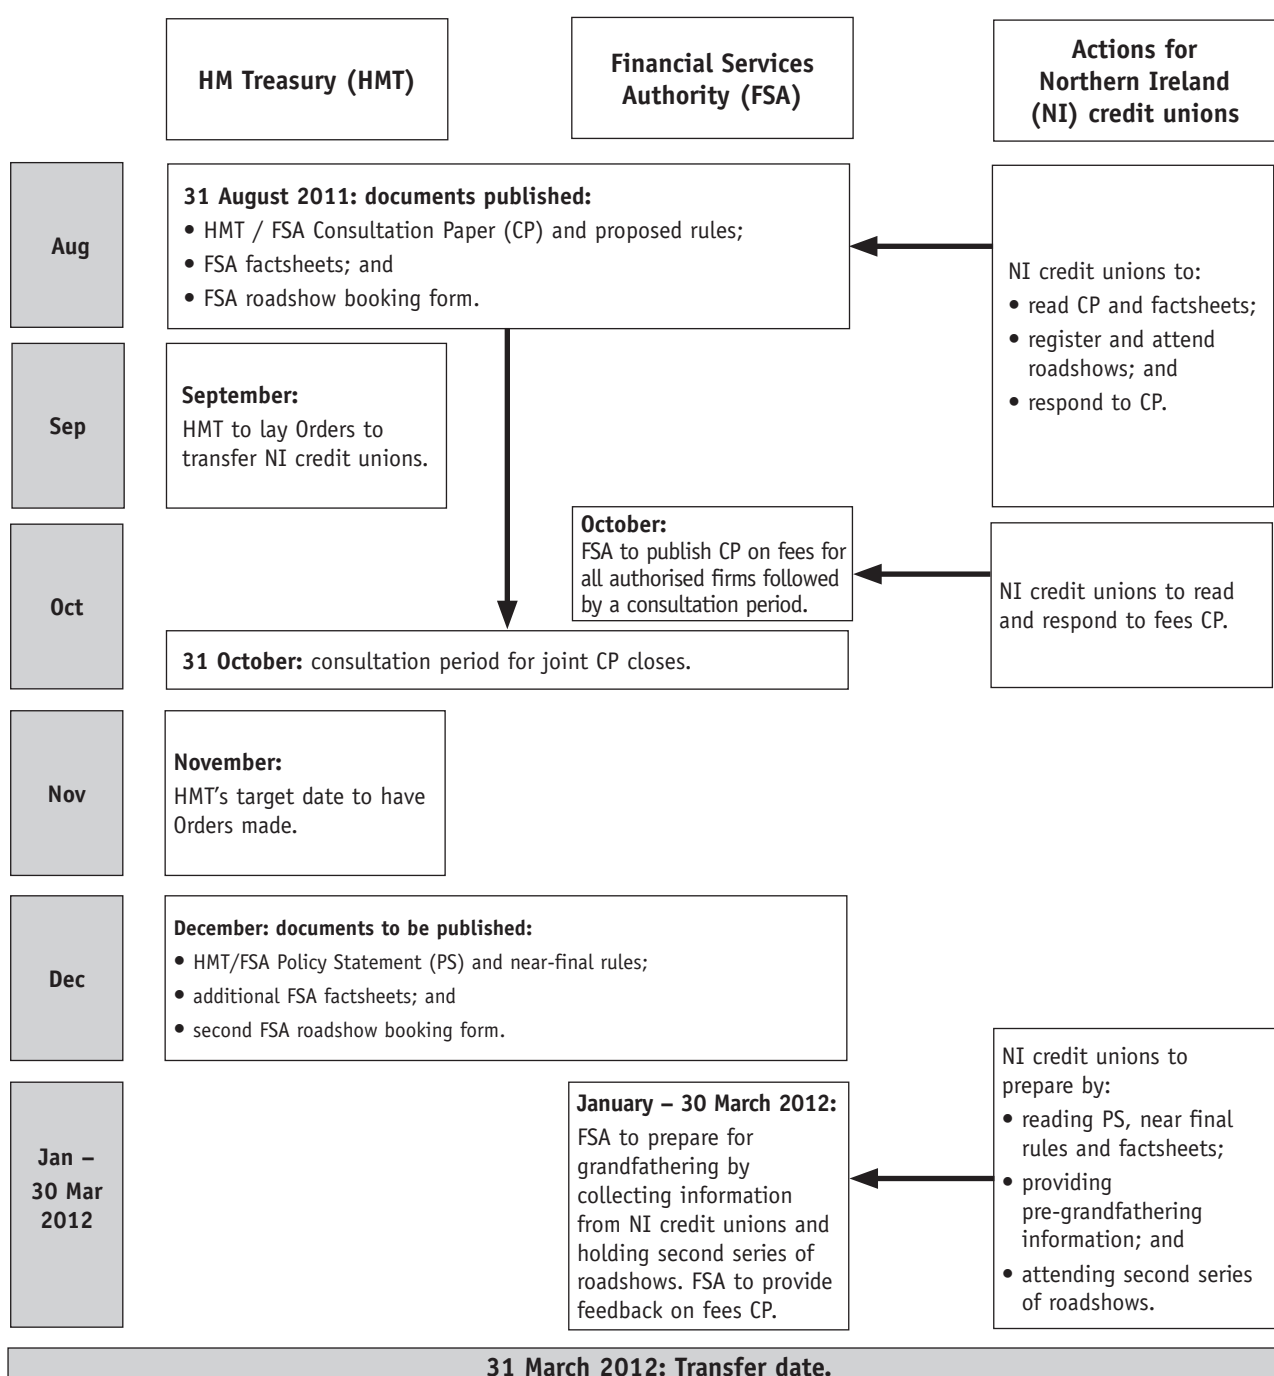 HM Treasury (HMT)
Financial Services
Authority (FSA)
Actions for
Northern Ireland
(NI) credit unions
Aug
31 August 2011: documents published:
• HMT / FSA Consultation Paper (CP) and proposed rules;
• FSA factsheets; and
• FSA roadshow booking form.
NI credit unions to:
• read CP and factsheets;
• register and attend
roadshows; and
• respond to CP.
Sep
September:
HMT to lay Orders to
transfer NI credit unions.
Oct
October:
FSA to publish CP on fees for
all authorised firms followed
by a consultation period.
NI credit unions to read
and respond to fees CP.
31 October: consultation period for joint CP closes.
Nov
November:
HMT’s target date to have
Orders made.
Dec
December: documents to be published:
• HMT/FSA Policy Statement (PS) and near-final rules;
• additional FSA factsheets; and
• second FSA roadshow booking form.
Jan –
30 Mar
2012
January – 30 March 2012:
FSA to prepare for
grandfathering by
collecting information
from NI credit unions and
holding second series of
roadshows. FSA to provide
feedback on fees CP.
NI credit unions to
prepare by:
• reading PS, near final
rules and factsheets;
• providing
pre-grandfathering
information; and
• attending second series
of roadshows.
31 March 2012: Transfer date.